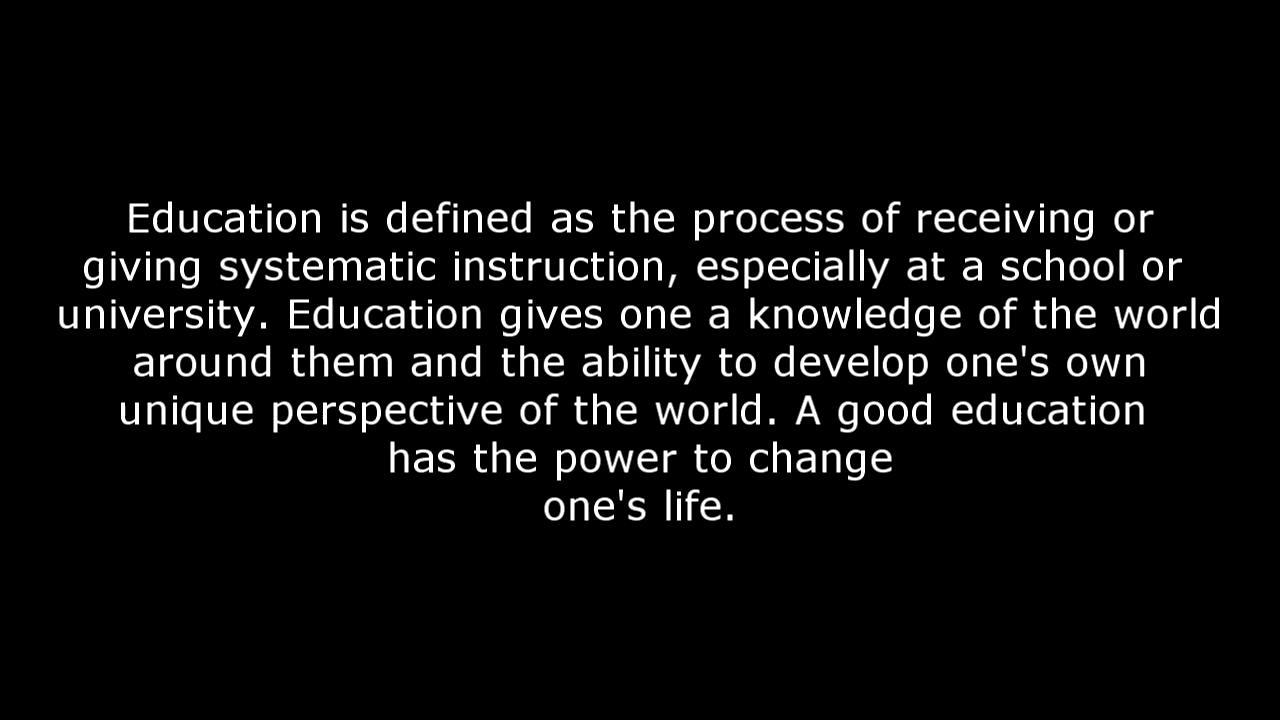 Education is defined as the process of receiving or
giving systematic instruction, especially at a school or
university. Education gives one a knowledge of the world
around them and the ability to develop one's own
unique perspective of the world. A good education
has the power to change
one's life.